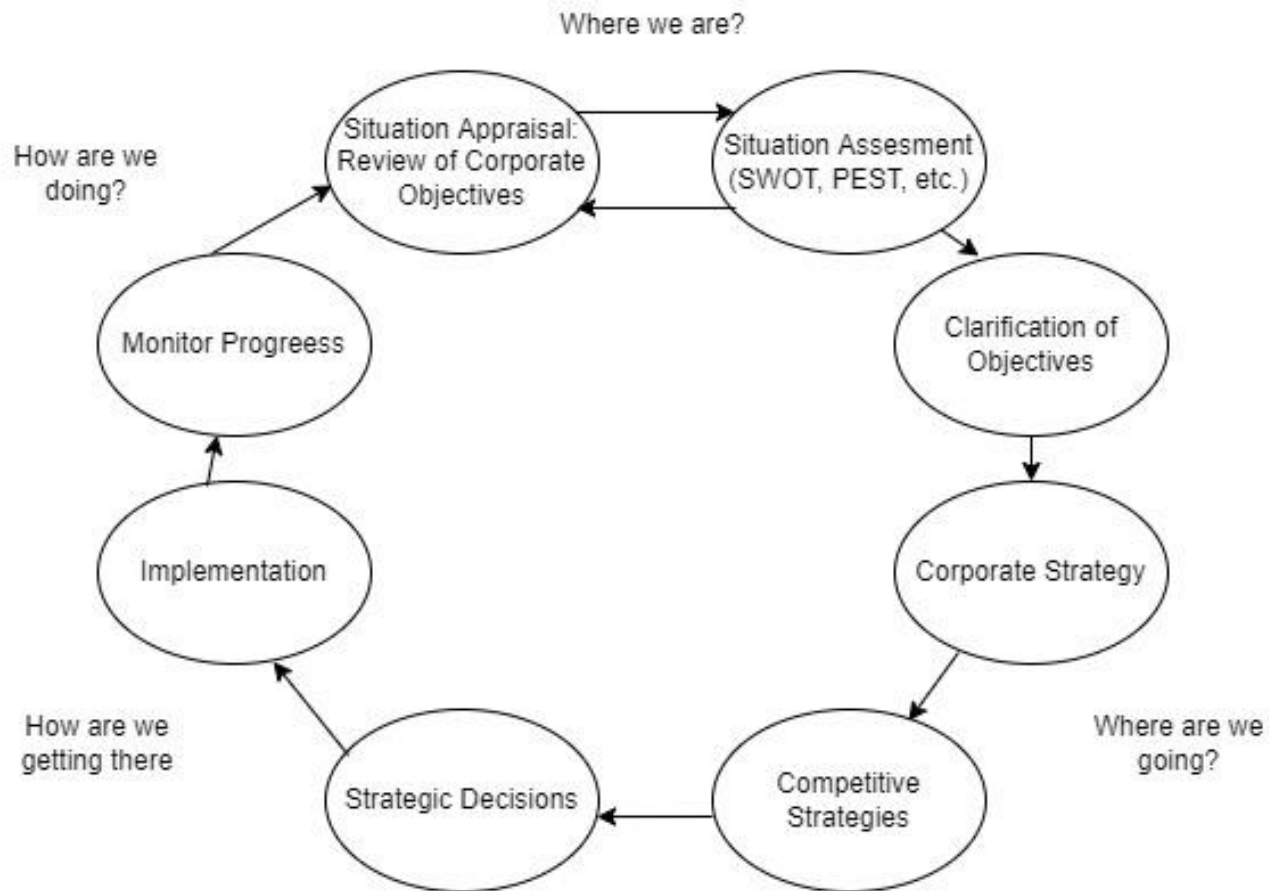 Where we are?
Situation Appraisal:
Review of Corporate
Objectives
Situation Assesment
(SWOT, PEST, etc.)
How are we
doing?
Monitor Progreess
Clarification of
Objectives
Implementation
Corporate Strategy
How are we
getting there
Where are we
going?
Strategic Decisions
Competitive
Strategies